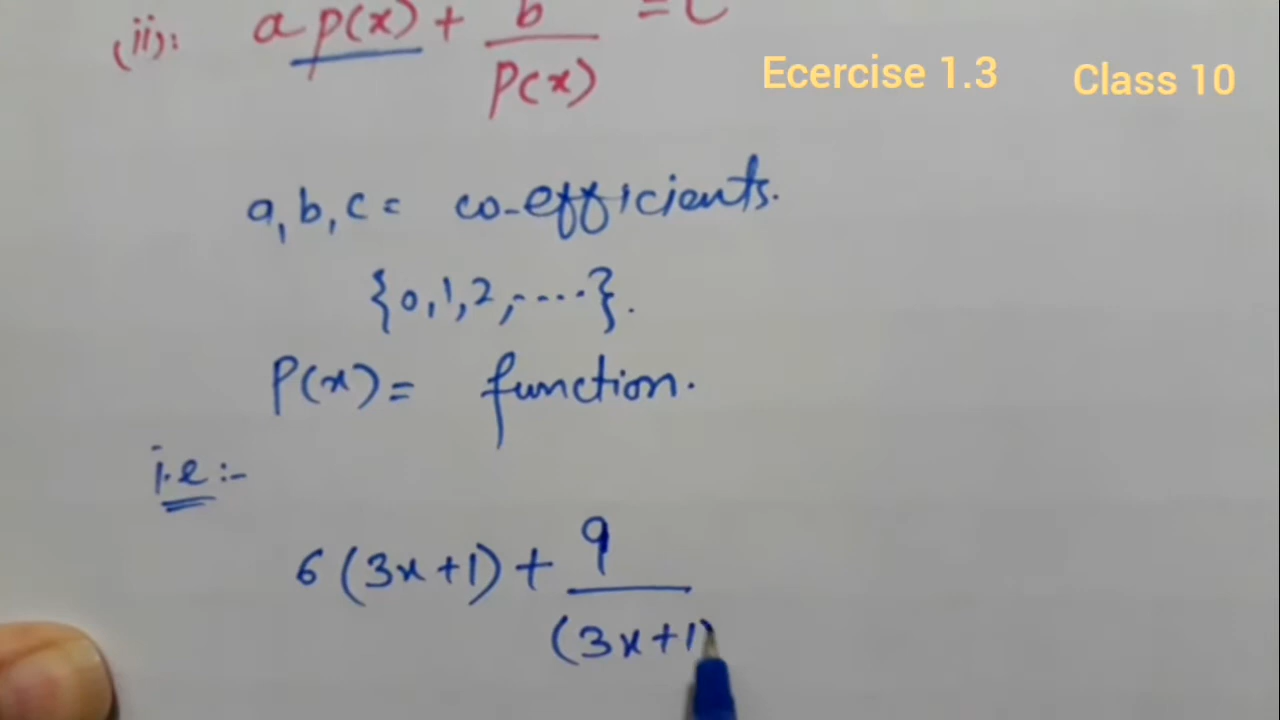 (ii): a p(x) + b / p(x) = c
Ecercise 1.3 Class 10
a, b, c = co-efficients.
{0, 1, 2, ....}.
P(x) = function.
i.e :-
6 (3x+1) + 9 / (3x+1)